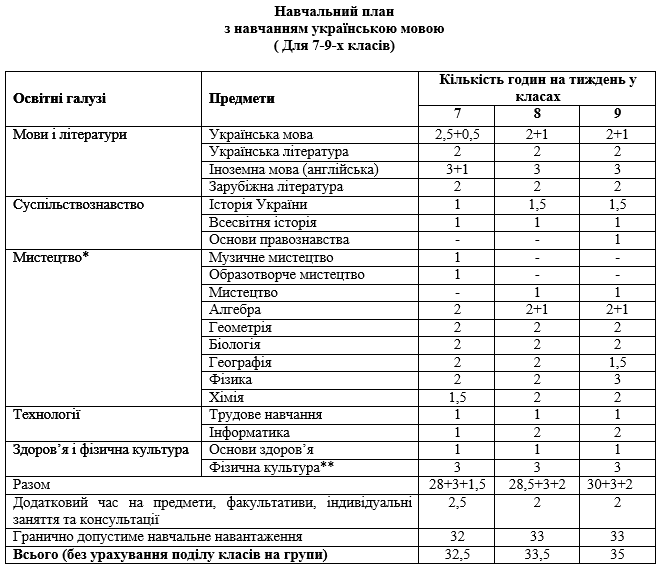 Навчальний план
з навчанням українською мовою
( Для 7-9-х класів)
Освітні галузі Предмети Кількість годин на тиждень у класах
7 8 9
Мови і літератури Українська мова 2,5+0,5 2+1 2+1
Українська література 2 2 2
Іноземна мова (англійська) 3+1 3 3
Зарубіжна література 2 2 2
Суспільствознавство Історія України 1 1,5 1,5
Всесвітня історія 1 1 1
Основи правознавства - - 1
Мистецтво* Музичне мистецтво 1 - -
Образотворче мистецтво 1 - -
Мистецтво - 1 1
Алгебра 2 2+1 2+1
Геометрія 2 2 2
Біологія 2 2 2
Географія 2 2 1,5
Фізика 2 2 3
Хімія 1,5 2 2
Технології Трудове навчання 1 1 1
Інформатика 1 2 2
Здоров’я і фізична культура Основи здоров’я 1 1 1
Фізична культура** 3 3 3
Разом 28+3+1,5 28,5+3+2 30+3+2
Додатковий час на предмети, факультативи, індивідуальні
заняття та консультації 2,5 2 2
Гранично допустиме навчальне навантаження 32 33 33
Всього (без урахування поділу класів на групи) 32,5 33,5 35